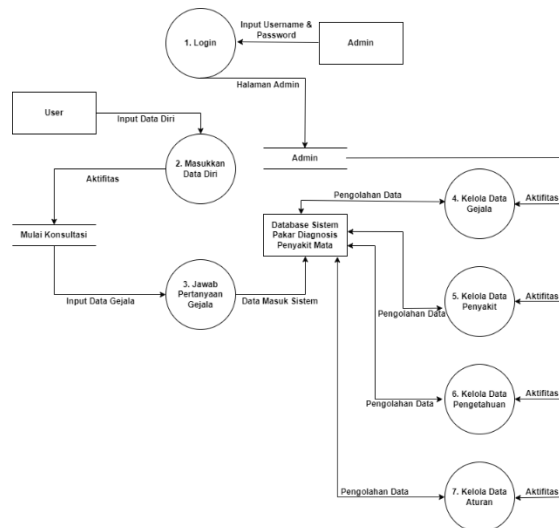 Input Username &
Password
1. Login
Admin
Halaman Admin
User
Input Data Diri
2. Masukkan
Data Diri
Admin
Aktifitas
Pengolahan Data
4. Kelola Data
Gejala
Aktifitas
Mulai Konsultasi
Database Sistem
Pakar Diagnosis
Penyakit Mata
3. Jawab
Pertanyaan
Gejala
Input Data Gejala
Data Masuk Sistem
5. Kelola Data
Penyakit
Aktifitas
Pengolahan Data
6. Kelola Data
Pengetahuan
Aktifitas
Pengolahan Data
7. Kelola Data
Aturan
Aktifitas
Pengolahan Data